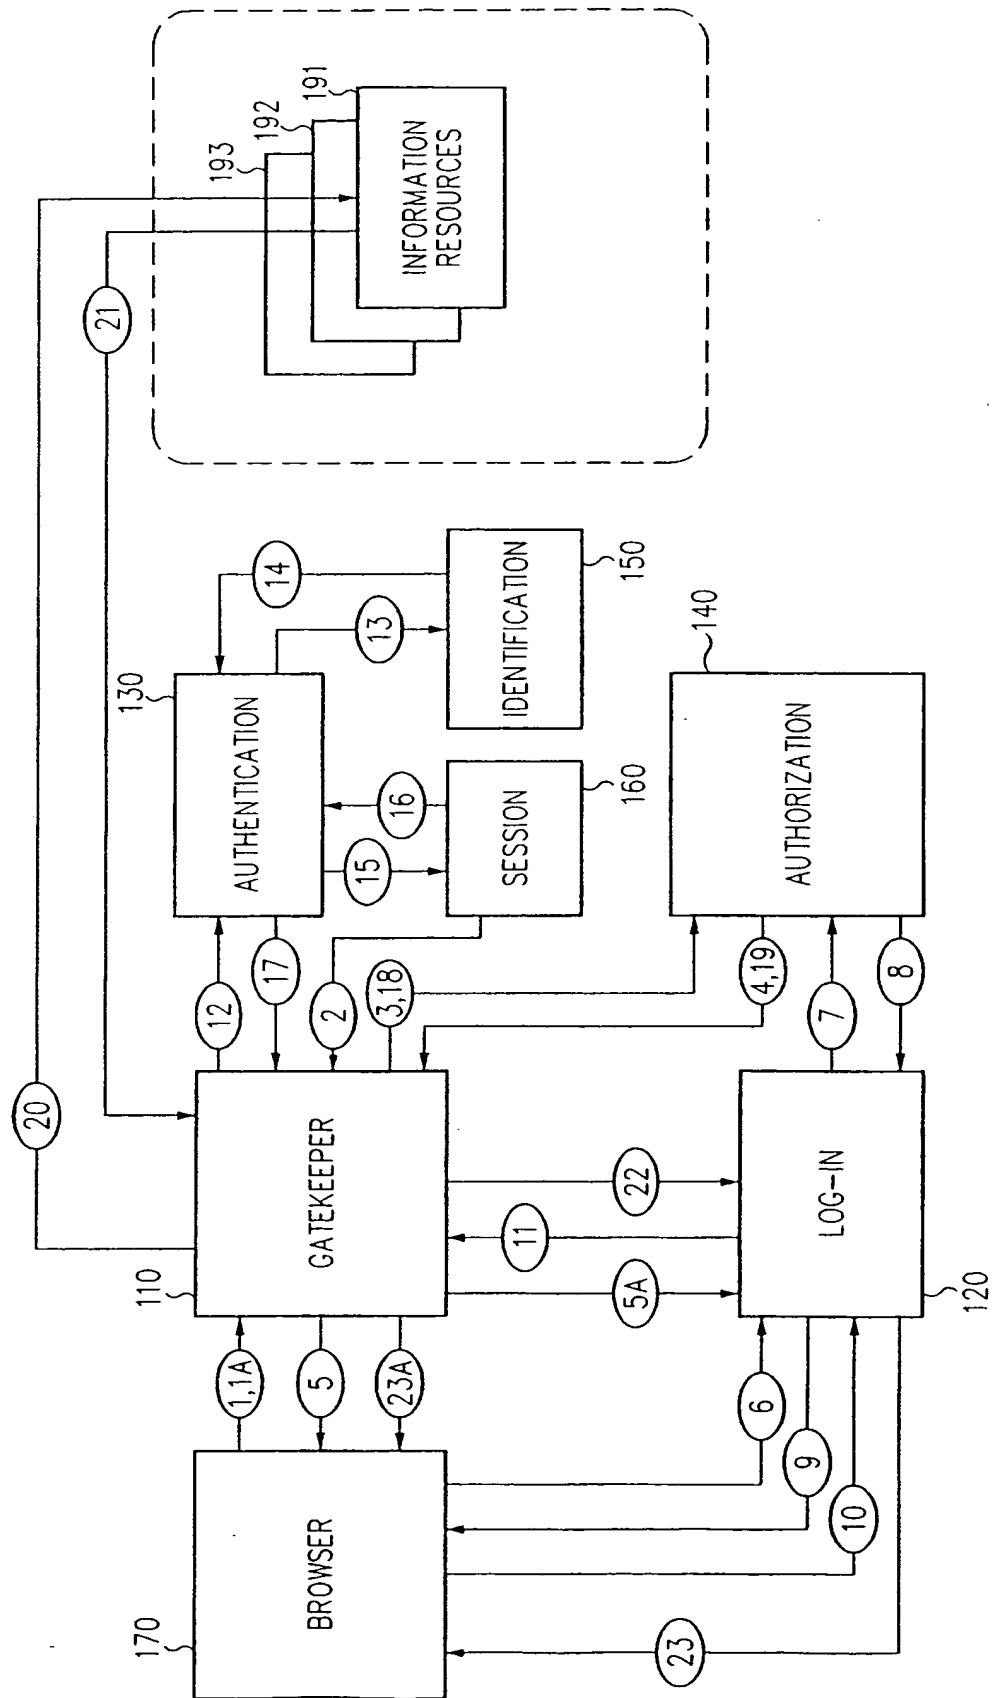 20
21
193
192
191
INFORMATION
RESOURCES
130
AUTHENTICATION
14
13
IDENTIFICATION
150
16
15
SESSION
160
12
17
2
3,18
4,19
140
AUTHORIZATION
7
8
110
GATEKEEPER
22
11
5A
LOG-IN
120
1,1A
5
23A
170
BROWSER
6
9
10
23